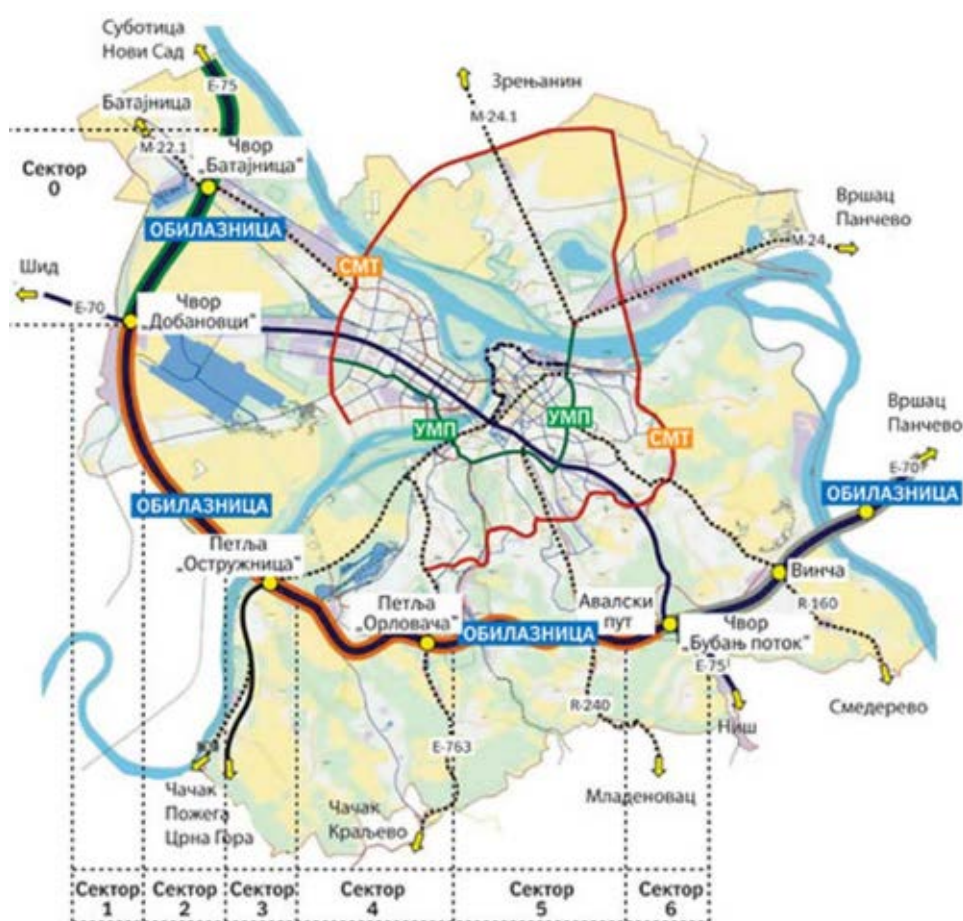 Суботица
Нови Сад
Е-75
Батајница
М-22.1
Чвор
„Батајница"
Сектор
0
ОБИЛАЗНИЦА
Зрењанин
М-24.1
Вршац
Панчево
М-24
Шид
Е-70
Чвор
„Добановци"
СМТ
УМП
УМП
СМТ
Вршац
Панчево
Е-70
ОБИЛАЗНИЦА
ОБИЛАЗНИЦА
Петља
„Остружница"
Петља
„Орловача"
ОБИЛАЗНИЦА
Авалски
пут
Чвор
„Бубањ поток"
Винча
R-160
Е-75
Ниш
Смедерево
R-240
Е-763
Младеновац
Чачак
Пожега
Црна Гора
Чачак
Краљево
Сектор
1
Сектор
2
Сектор
3
Сектор
4
Сектор
5
Сектор
6